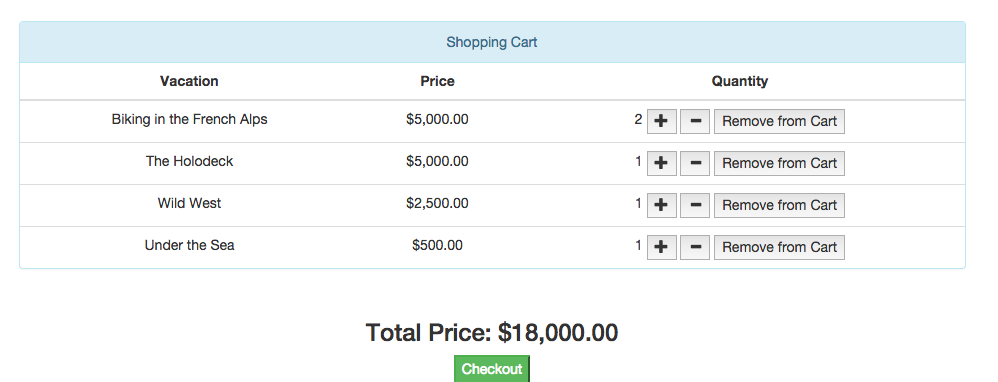 Shopping Cart
Vacation Price Quantity
Biking in the French Alps $5,000.00 2 + - Remove from Cart
The Holodeck $5,000.00 1 + - Remove from Cart
Wild West $2,500.00 1 + - Remove from Cart
Under the Sea $500.00 1 + - Remove from Cart
Total Price: $18,000.00
Checkout